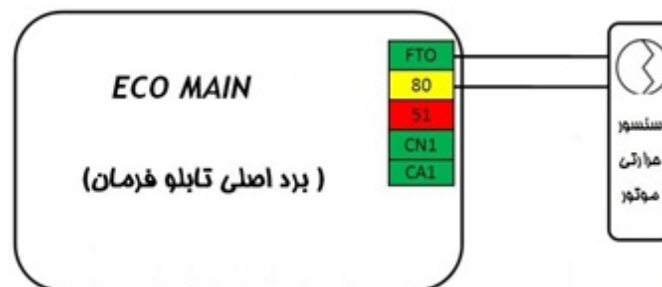 ECO MAIN
( برد اصلی تابلو فرمان)
FTO
80
51
CN1
CA1
سنسور
حرارتی
موتور